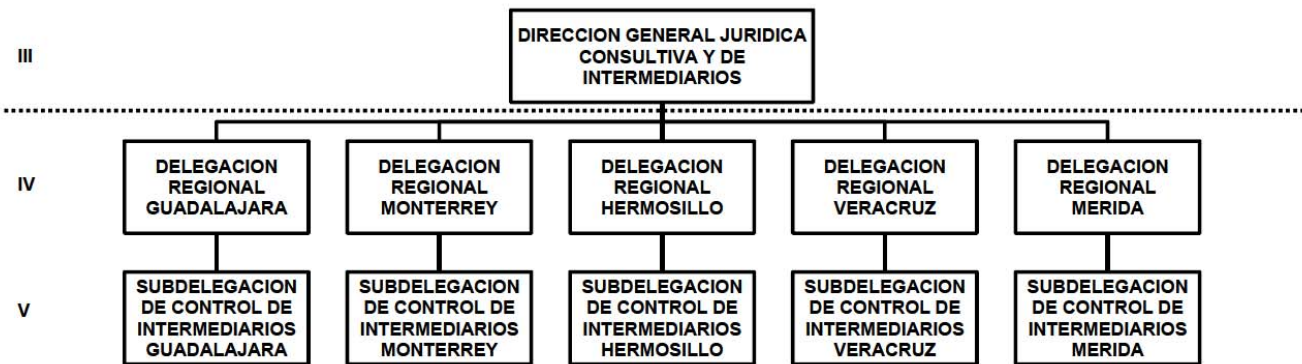 III
DIRECCION GENERAL JURIDICA
CONSULTIVA Y DE
INTERMEDIARIOS
IV
DELEGACION
REGIONAL
GUADALAJARA
DELEGACION
REGIONAL
MONTERREY
DELEGACION
REGIONAL
HERMOSILLO
DELEGACION
REGIONAL
VERACRUZ
DELEGACION
REGIONAL
MERIDA
V
SUBDELEGACION
DE CONTROL DE
INTERMEDIARIOS
GUADALAJARA
SUBDELEGACION
DE CONTROL DE
INTERMEDIARIOS
MONTERREY
SUBDELEGACION
DE CONTROL DE
INTERMEDIARIOS
HERMOSILLO
SUBDELEGACION
DE CONTROL DE
INTERMEDIARIOS
VERACRUZ
SUBDELEGACION
DE CONTROL DE
INTERMEDIARIOS
MERIDA